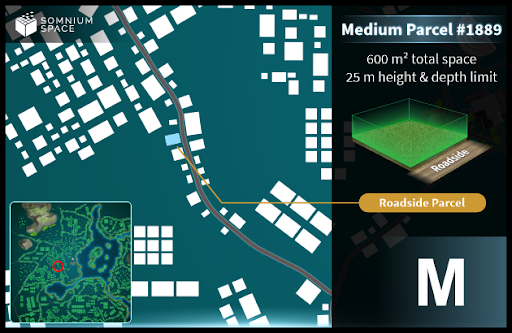 SOMNIUM
SPACE
Medium Parcel #1889
600 m² total space
25 m height & depth limit
Roadside
Roadside Parcel
M